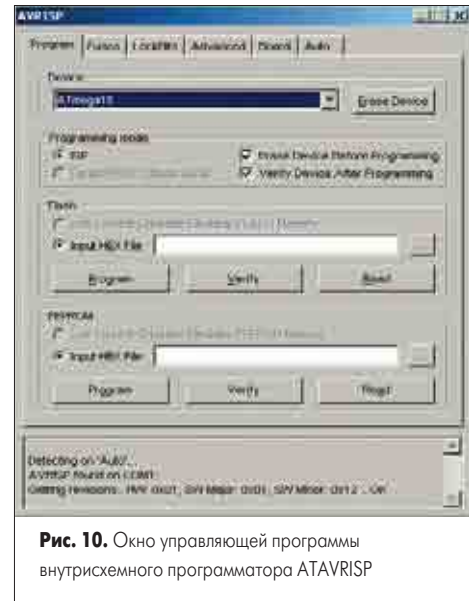 AVRISP
Program Fuses LockBits Advanced Board Auto
Device
ATmega16
Erase Device
Programming mode
ISP
Erase Device Before Programming
Verify Device After Programming
Flash
Input HEX File
...
Program Verify Read
EEPROM
Input HEX File
...
Program Verify Read
Detecting on 'Auto'...
AVRISP found on COM1:
Getting revisions.. HW: 0x01, SW Major: 0x01, SW Minor: 0x12 .. OK
Рис. 10. Окно управляющей программы
внутрисхемного программатора ATAVRISP